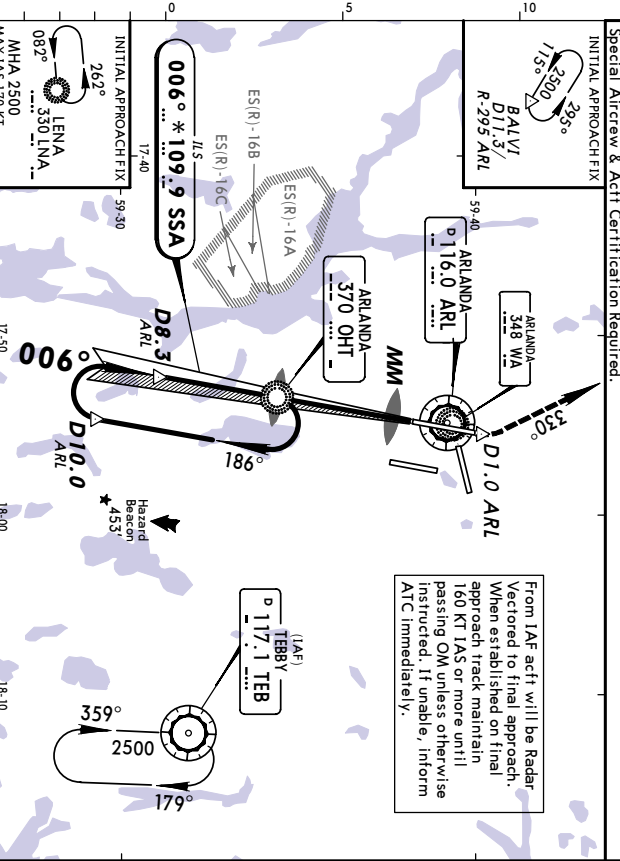 Special Aircrew & Acft Certification Required.
0
5
10
INITIAL APPROACH FIX
295°
2500
115°
BALVI
D11.3/
R-295 ARL
INITIAL APPROACH FIX
262°
082°
LENA
350 LNA
MHA 2500
MAX IAS 170 KT
17-40
59-30
59-40
17-50
18-00
18-10
ILS
006° *109.9 SSA
ES(R)-16B
ES(R)-16C
ES(R)-16A
ARLANDA
370 OHT
ARLANDA
D 116.0 ARL
ARLANDA
348 WA
330°
D1.0 ARL
MM
D8.3
ARL
006°
D10.0
ARL
186°
Hazard
Beacon
453'
From IAF acft will be Radar
Vectored to final approach.
When established on final
approach track maintain
160 KT IAS or more until
passing OM unless otherwise
instructed. If unable, inform
ATC immediately.
(IAF)
TEBBY
D 117.1 TEB
359°
2500
179°